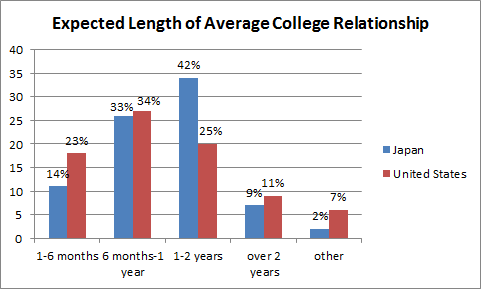 Expected Length of Average College Relationship
40
35
30
25
20
15
10
5
0
14%
23%
33%
34%
42%
25%
9%
11%
2%
7%
1-6 months
6 months-1
year
1-2 years
over 2
years
other
Japan
United States